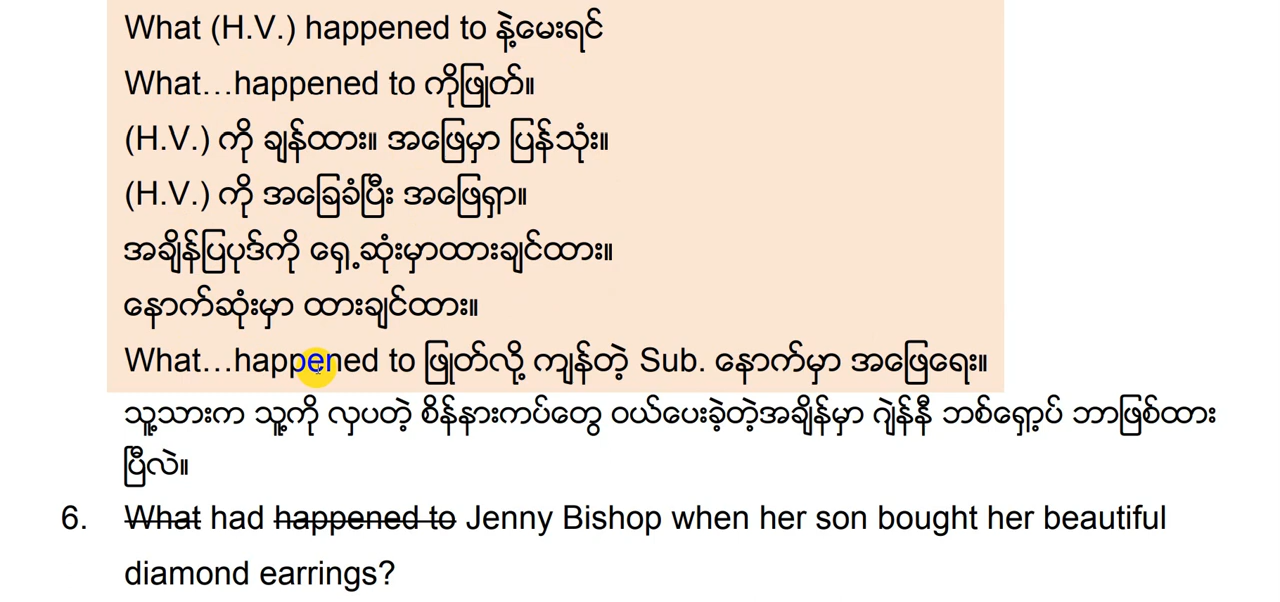 What (H.V.) happened to နဲ့မေးရင်
What…happened to ကိုဖြုတ်။
(H.V.) ကို ချန်ထား။ အဖြေမှာ ပြန်သုံး။
(H.V.) ကို အခြေခံပြီး အဖြေရှာ။
အချိန်ပြပုဒ်ကို ရှေ့ဆုံးမှာထားချင်ထား။
နောက်ဆုံးမှာ ထားချင်ထား။
What…happened to ဖြုတ်လို့ ကျန်တဲ့ Sub. နောက်မှာ အဖြေရေး။
သူ့သားက သူ့ကို လှပတဲ့ စိန်နားကပ်တွေ ဝယ်ပေးခဲ့တဲ့အချိန်မှာ ဂျဲန်နီ ဘစ်ရှော့ပ် ဘာဖြစ်ထား
ပြီလဲ။
6. What had happened to Jenny Bishop when her son bought her beautiful
diamond earrings?